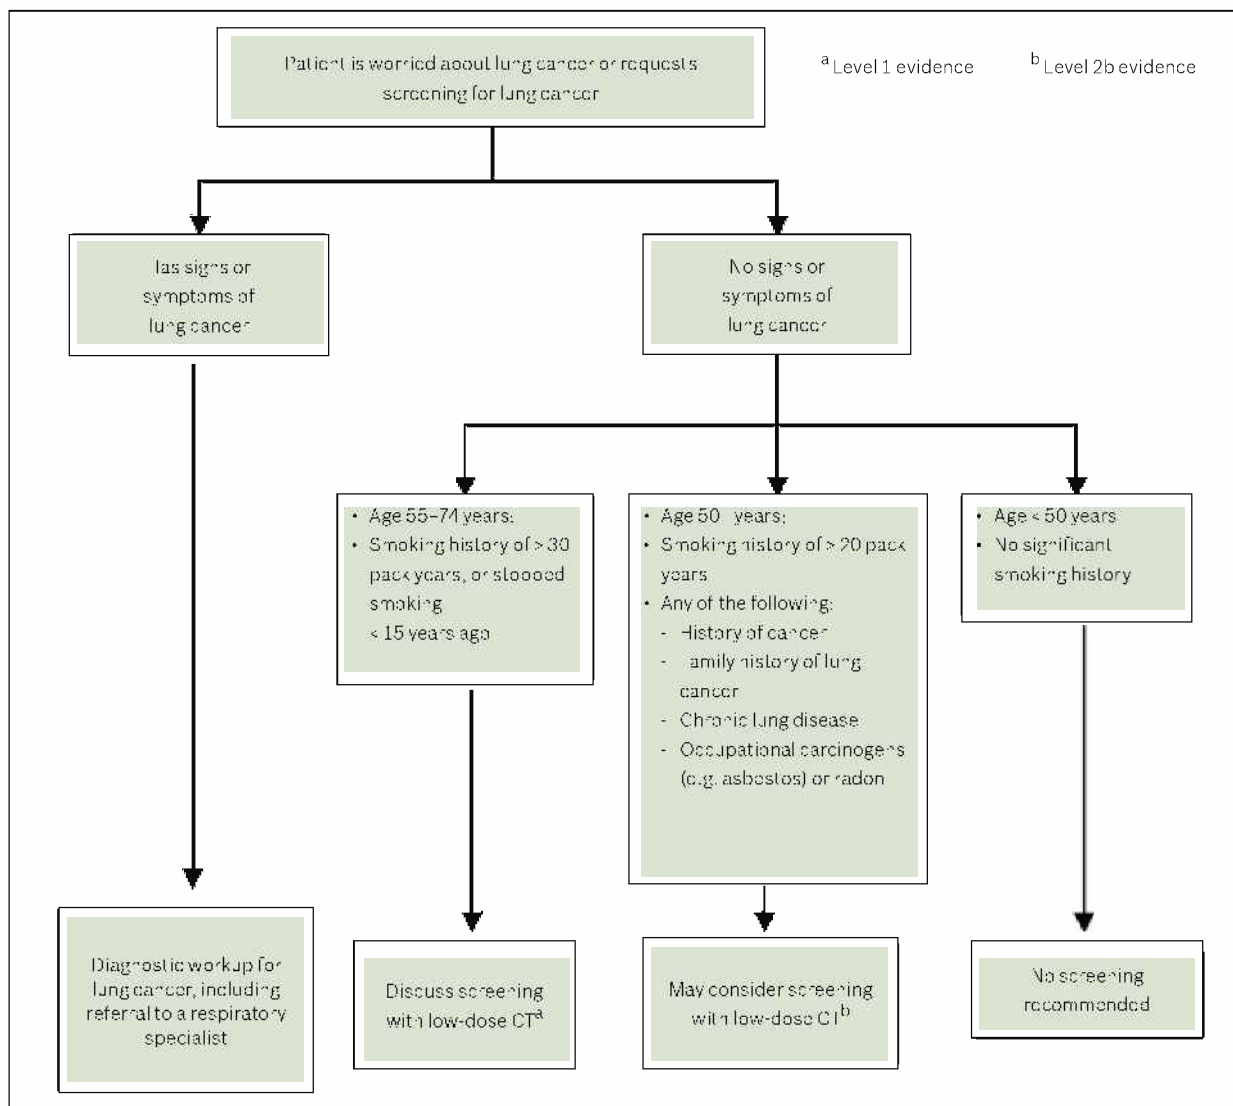 Patient is worried about lung cancer or requests
screening for lung cancer
a Level 1 evidence
b Level 2b evidence
Has signs or
symptoms of
lung cancer
No signs or
symptoms of
lung cancer
• Age 55–74 years;
• Smoking history of > 30
pack years, or stopped
smoking
< 15 years ago
• Age 50 years;
• Smoking history of > 20 pack
years
• Any of the following:
- History of cancer
- Family history of lung
cancer
- Chronic lung disease
- Occupational carcinogens
(e.g. asbestos) or radon
• Age < 50 years
• No significant
smoking history
Diagnostic workup for
lung cancer, including
referral to a respiratory
specialist
Discuss screening
with low-dose CTa
May consider screening
with low-dose CTb
No screening
recommended